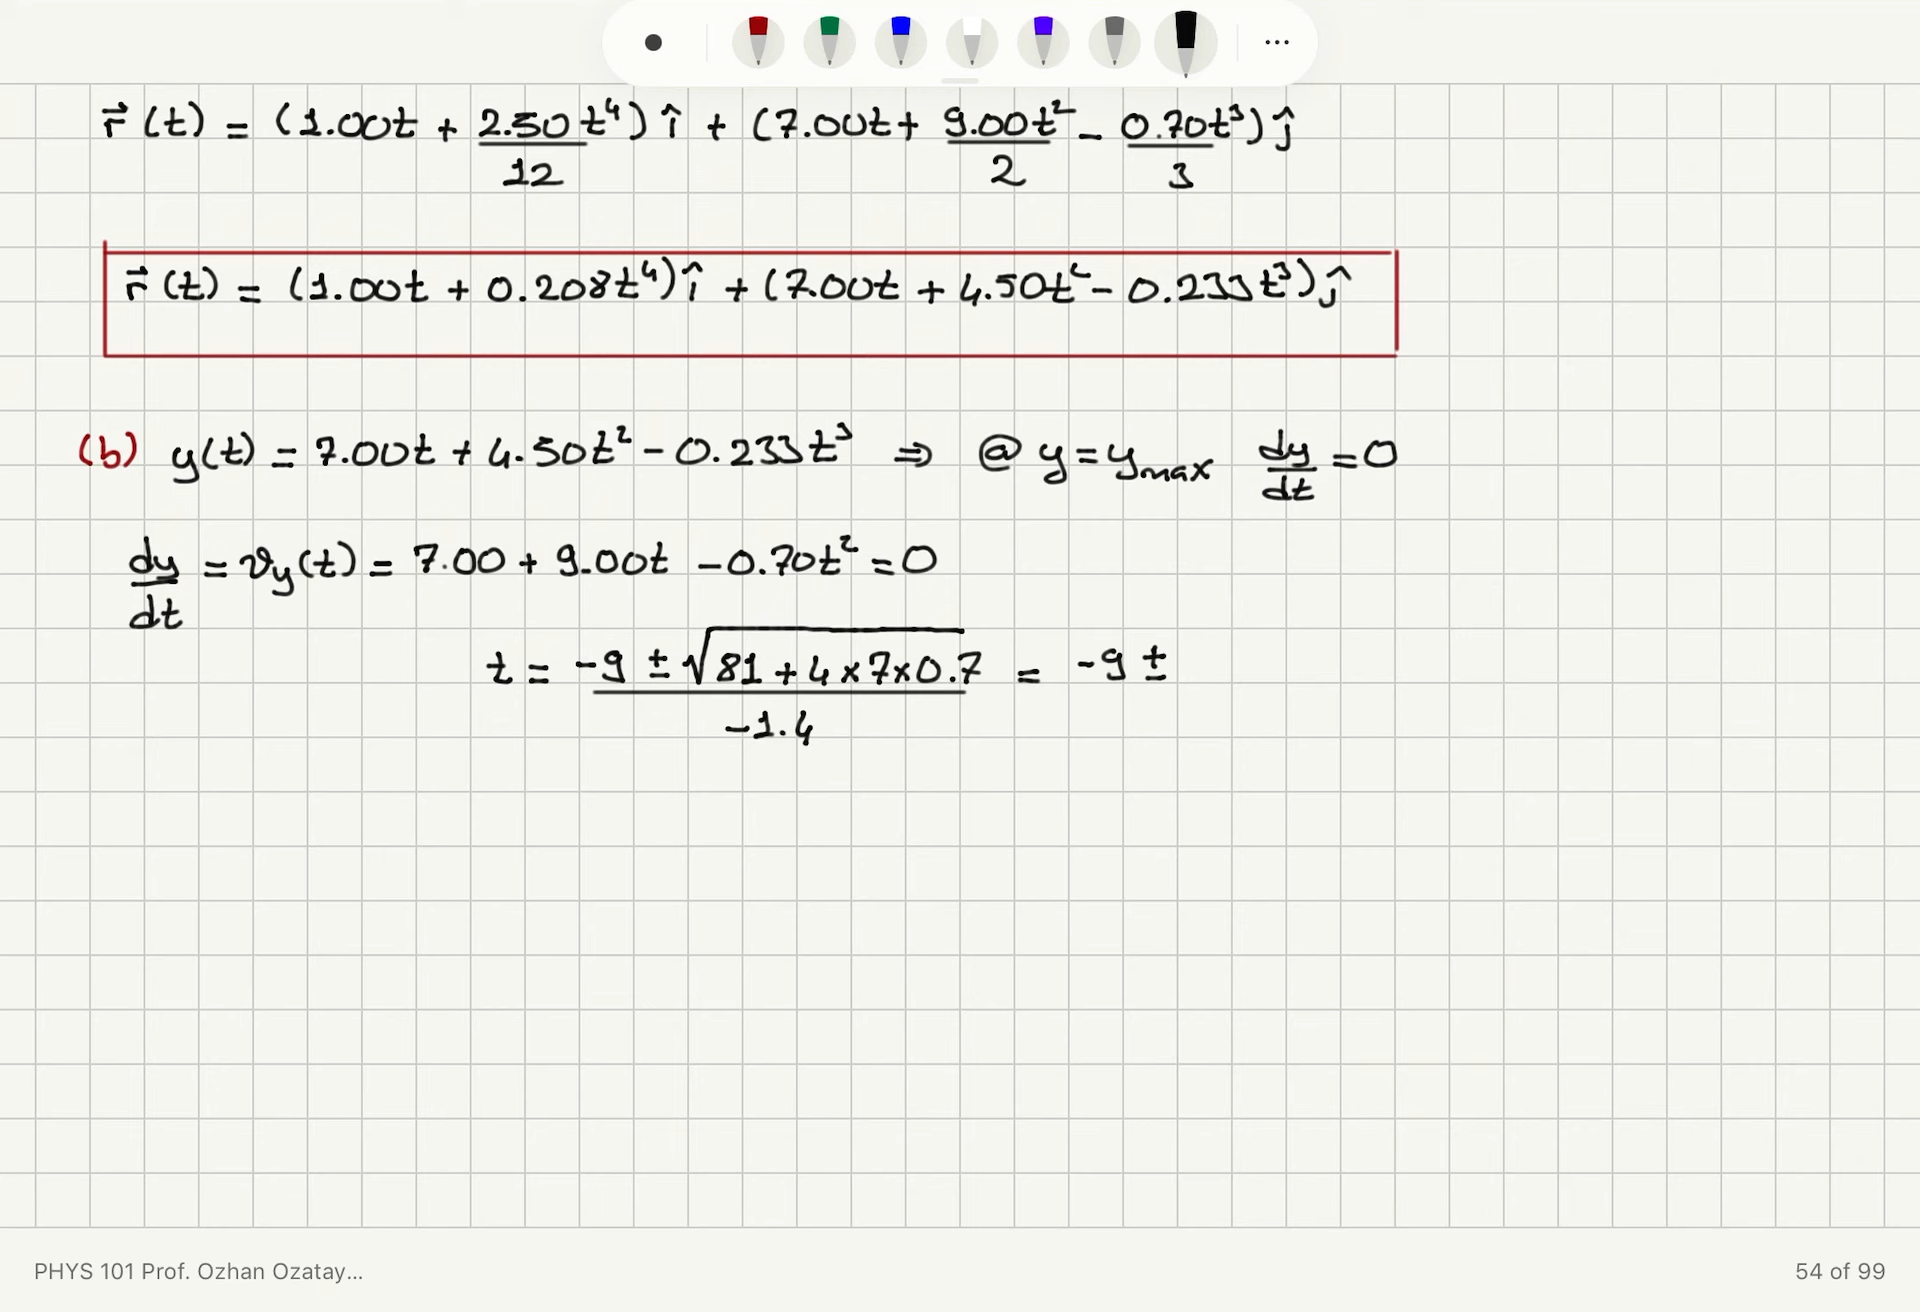 r⃗(t) = (1.00t + 2.50t⁴/12) î + (7.00t + 9.00t²/2 - 0.70t³/3) ĵ
r⃗(t) = (1.00t + 0.208t⁴) î + (7.00t + 4.50t² - 0.233t³) ĵ
(b) y(t) = 7.00t + 4.50t² - 0.233t³ ⇒ @ y = y_max dy/dt = 0
dy/dt = v_y(t) = 7.00 + 9.00t - 0.70t² = 0
t = (-9 ± √(81 + 4×7×0.7))/(-1.4) = -9 ±
PHYS 101 Prof. Ozhan Ozatay...
54 of 99